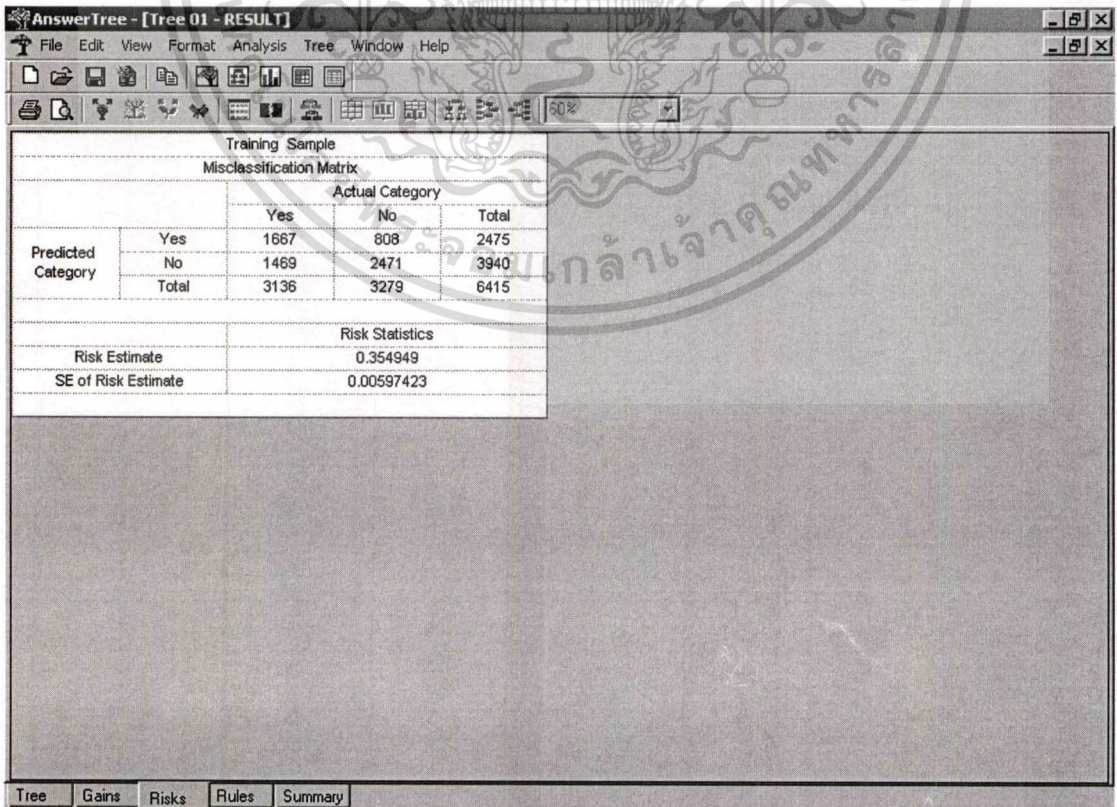 AnswerTree - [Tree 01 - RESULT]
File Edit View Format Analysis Tree Window Help
60%
Training Sample
Misclassification Matrix
Actual Category
Yes No Total
Predicted Category Yes 1667 808 2475
No 1469 2471 3940
Total 3136 3279 6415
Risk Statistics
Risk Estimate 0.354949
SE of Risk Estimate 0.00597423
Tree Gains Risks Rules Summary